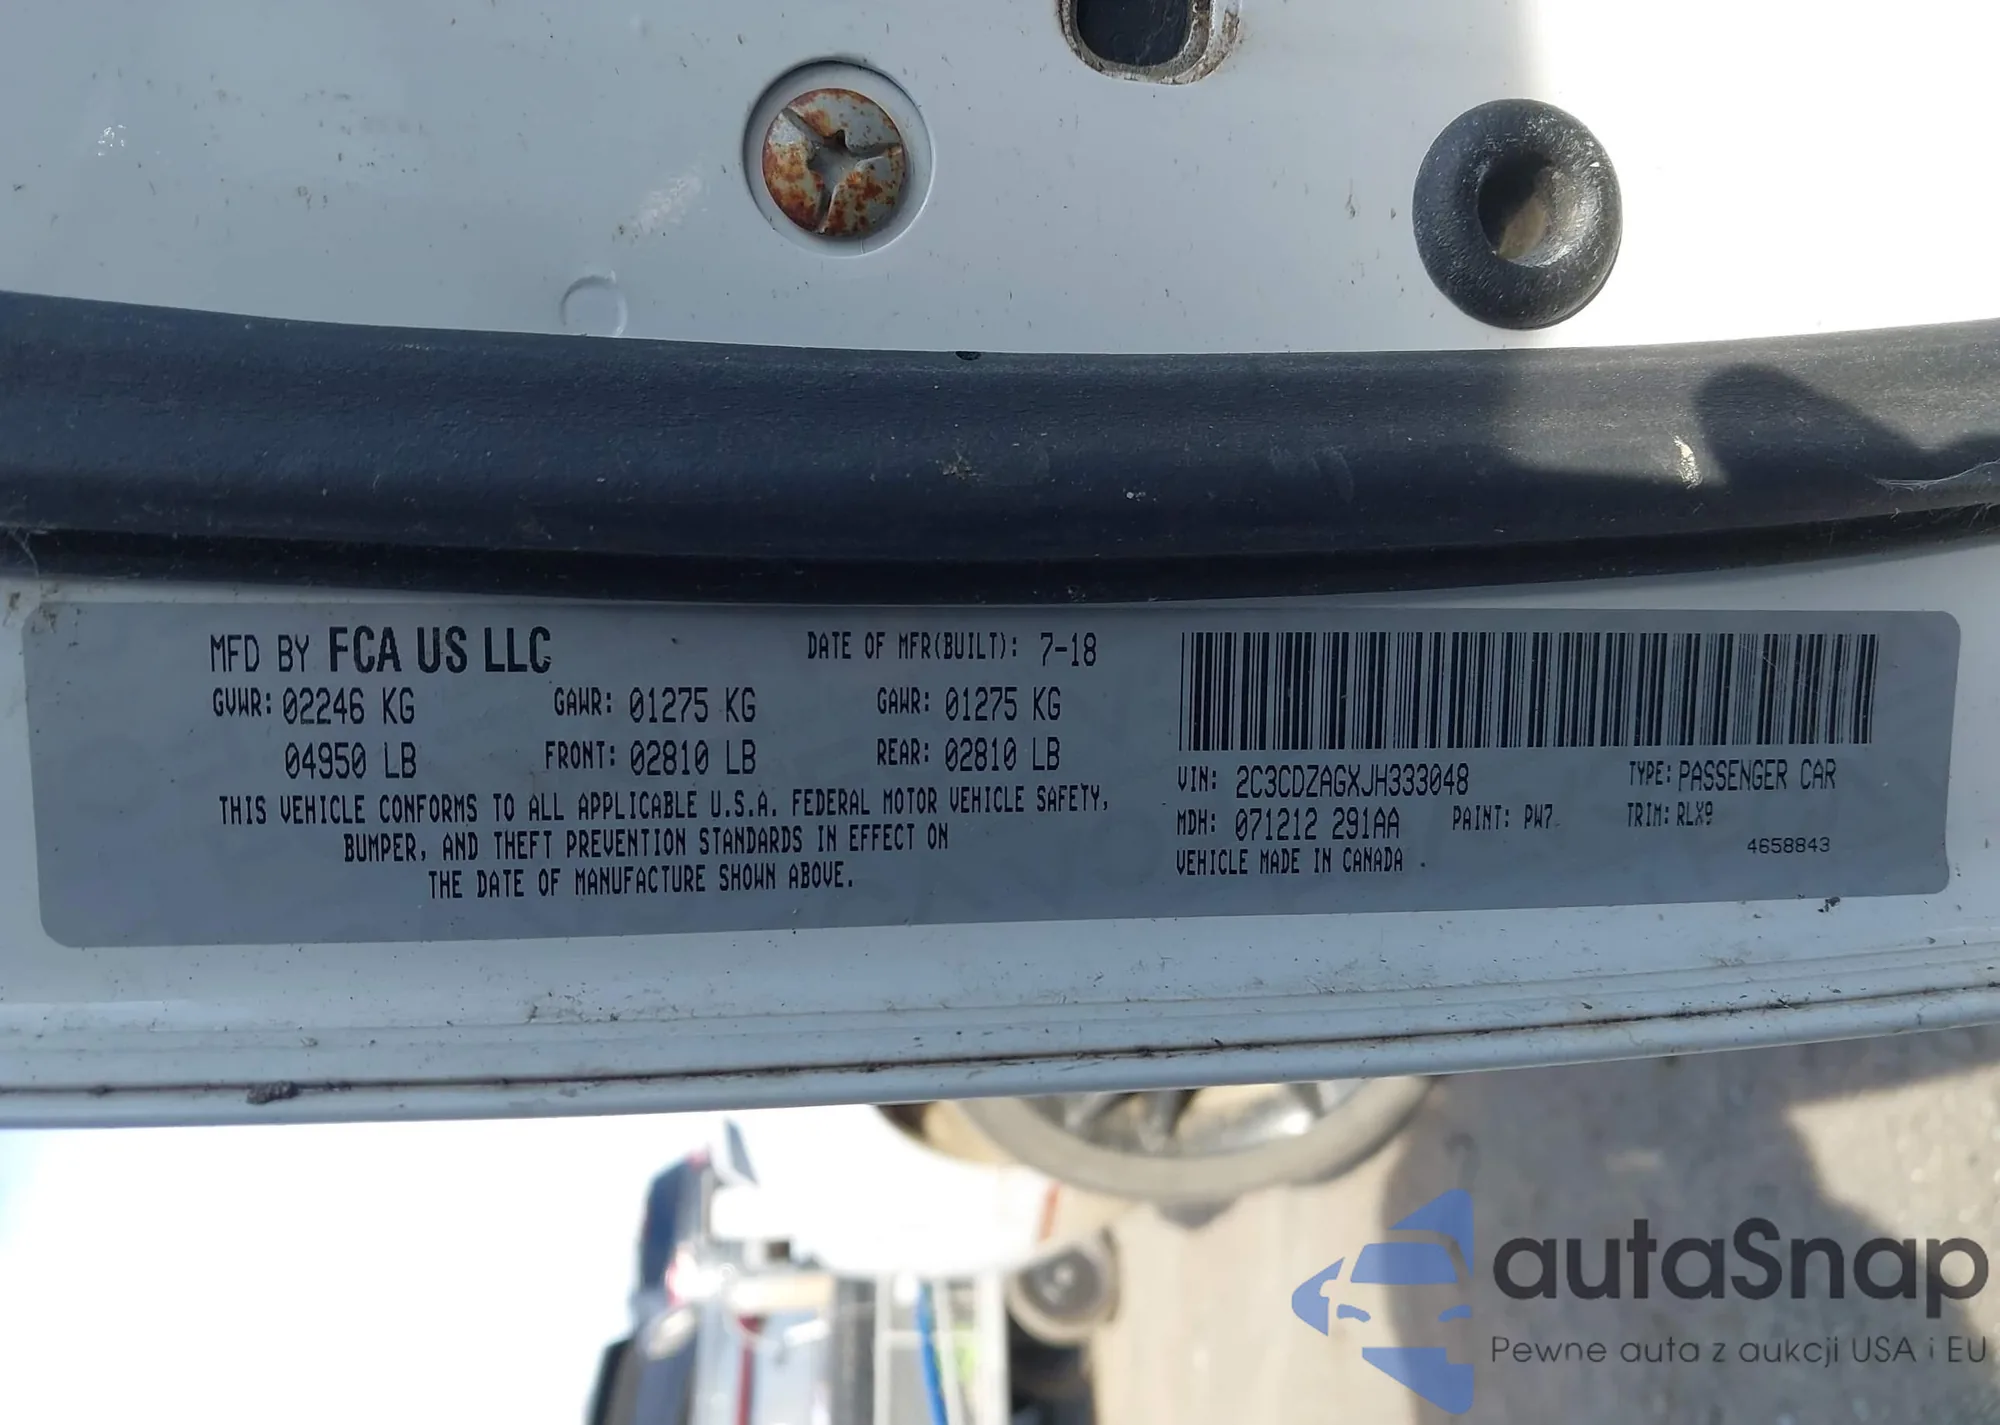 MFD BY FCA US LLC DATE OF MFR(BUILT): 7-18
GVWR: 02246 KG GAWR: 01275 KG GAWR: 01275 KG
04950 LB FRONT: 02810 LB REAR: 02810 LB
THIS VEHICLE CONFORMS TO ALL APPLICABLE U.S.A. FEDERAL MOTOR VEHICLE SAFETY,
BUMPER, AND THEFT PREVENTION STANDARDS IN EFFECT ON
THE DATE OF MANUFACTURE SHOWN ABOVE.
VIN: 2C3CDZAGXJH333048 TYPE: PASSENGER CAR
MDH: 071212 291AA PAINT: PW7 TRIM: RLX9
VEHICLE MADE IN CANADA 4658843
autaSnap
Pewne auta z aukcji USA i EU